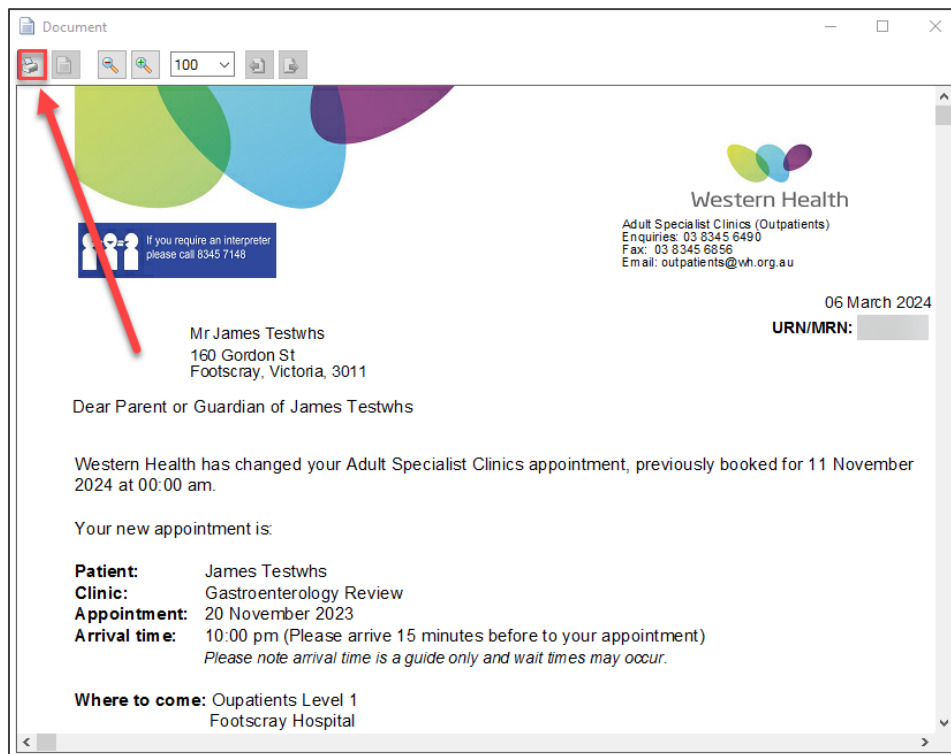 Document
100
Western Health
Adult Specialist Clinics (Outpatients)
Enquiries: 03 8345 6490
Fax: 03 8345 6856
Email: outpatients@wh.org.au
If you require an interpreter
please call 8345 7148
06 March 2024
URN/MRN:
Mr James Testwhs
160 Gordon St
Footscray, Victoria, 3011
Dear Parent or Guardian of James Testwhs
Western Health has changed your Adult Specialist Clinics appointment, previously booked for 11 November
2024 at 00:00 am.
Your new appointment is:
Patient: James Testwhs
Clinic: Gastroenterology Review
Appointment: 20 November 2023
Arrival time: 10:00 pm (Please arrive 15 minutes before to your appointment)
Please note arrival time is a guide only and wait times may occur.
Where to come: Oupatients Level 1
Footscray Hospital